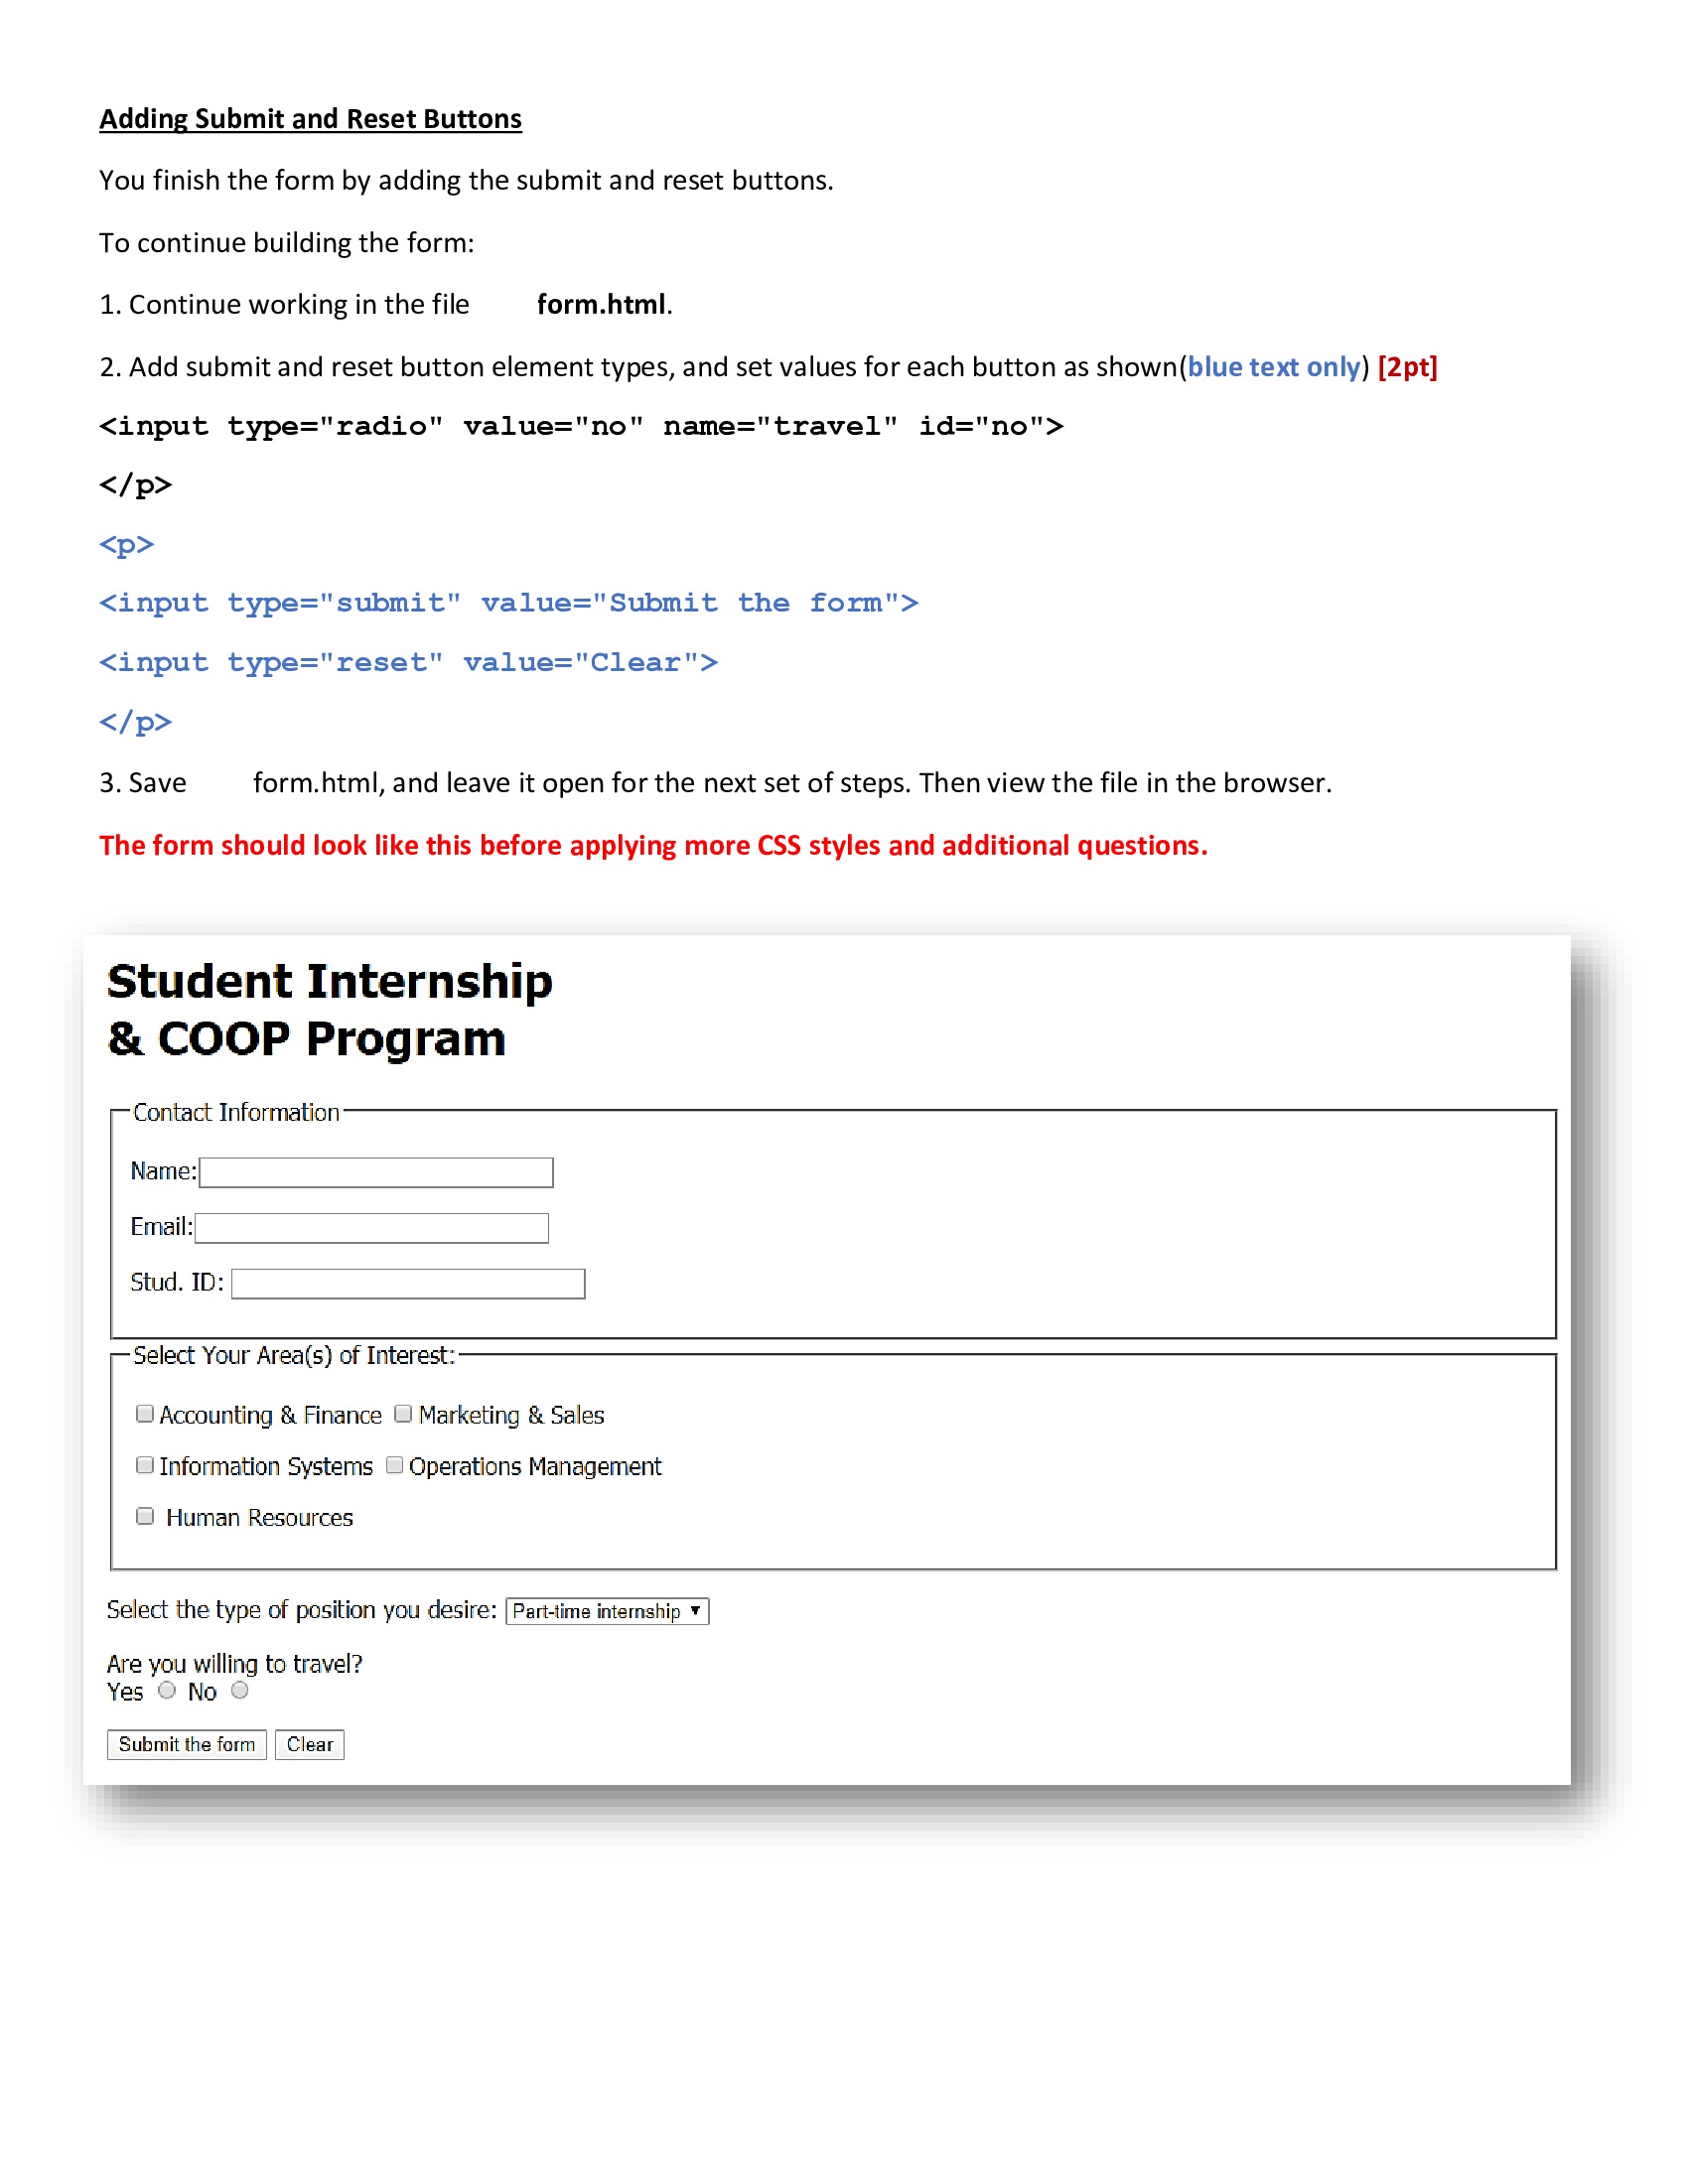 Adding Submit and Reset Buttons
You finish the form by adding the submit and reset buttons.
To continue building the form:
1. Continue working in the file form.html.
2. Add submit and reset button element types, and set values for each button as shown(blue text only) [2pt]
<input type="radio" value="no" name="travel" id="no">
</p>
<p>
<input type="submit" value="Submit the form">
<input type="reset" value="Clear">
</p>
3. Save form.html, and leave it open for the next set of steps. Then view the file in the browser.
The form should look like this before applying more CSS styles and additional questions.
Student Internship
& COOP Program
Contact Information
Name:
Email:
Stud. ID:
Select Your Area(s) of Interest:
Accounting & Finance Marketing & Sales
Information Systems Operations Management
Human Resources
Select the type of position you desire: Part-time internship
Are you willing to travel?
Yes No
Submit the form Clear